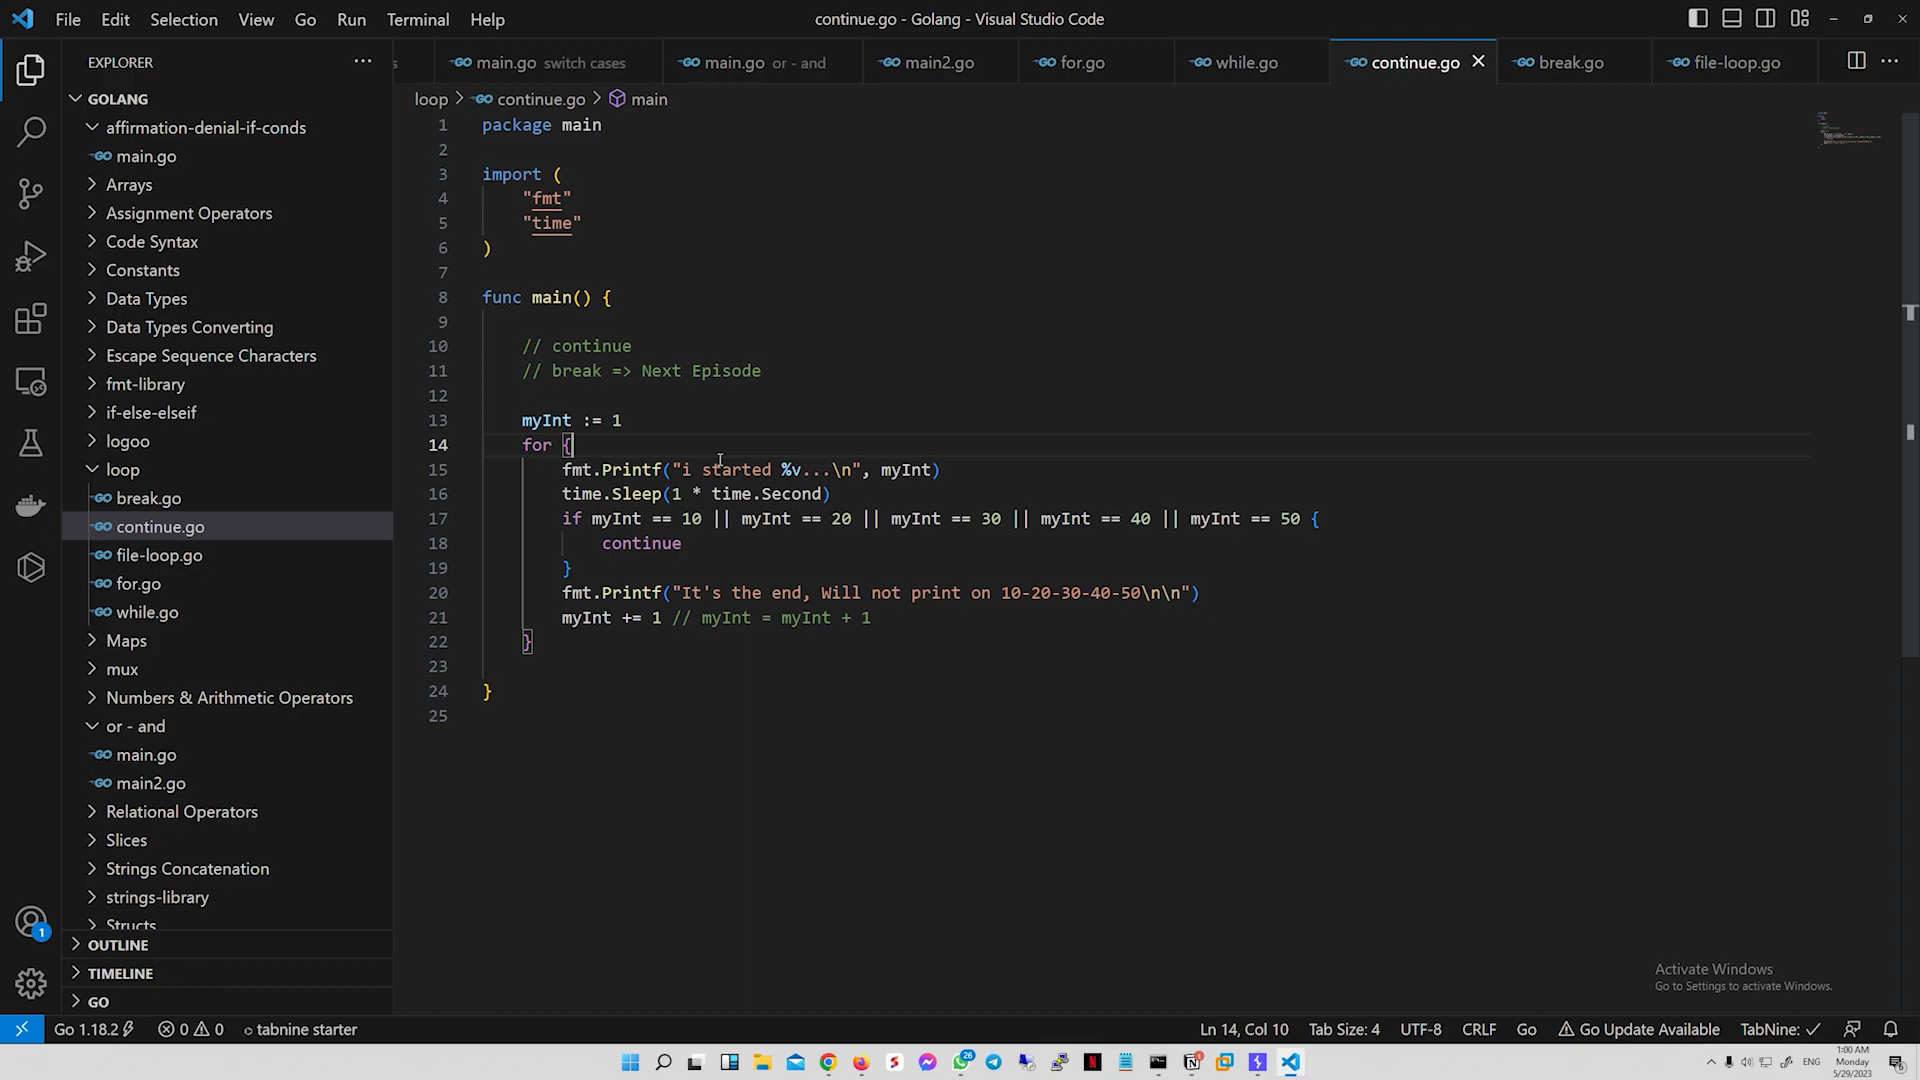 File Edit Selection View Go Run Terminal Help
continue.go - Golang - Visual Studio Code
EXPLORER
s
main.go switch cases
main.go or - and
main2.go
for.go
while.go
continue.go
break.go
file-loop.go
GOLANG
affirmation-denial-if-conds
main.go
Arrays
Assignment Operators
Code Syntax
Constants
Data Types
Data Types Converting
Escape Sequence Characters
fmt-library
if-else-elseif
logoo
loop
break.go
continue.go
file-loop.go
for.go
while.go
Maps
mux
Numbers & Arithmetic Operators
or - and
main.go
main2.go
Relational Operators
Slices
Strings Concatenation
strings-library
Structs
OUTLINE
TIMELINE
GO
1
loop > continue.go > main
1 package main
2
3 import (
4 "fmt"
5 "time"
6 )
7
8 func main() {
9
10 // continue
11 // break => Next Episode
12
13 myInt := 1
14 for {
15 fmt.Printf("i started %v...\n", myInt)
16 time.Sleep(1 * time.Second)
17 if myInt == 10 || myInt == 20 || myInt == 30 || myInt == 40 || myInt == 50 {
18 continue
19 }
20 fmt.Printf("It's the end, Will not print on 10-20-30-40-50\n\n")
21 myInt += 1 // myInt = myInt + 1
22 }
23
24 }
25
Activate Windows
Go to Settings to activate Windows.
Go 1.18.2 0 0 tabnine starter
Ln 14, Col 10 Tab Size: 4 UTF-8 CRLF Go Go Update Available TabNine:
26
ENG
1:00 AM
Monday
5/29/2023